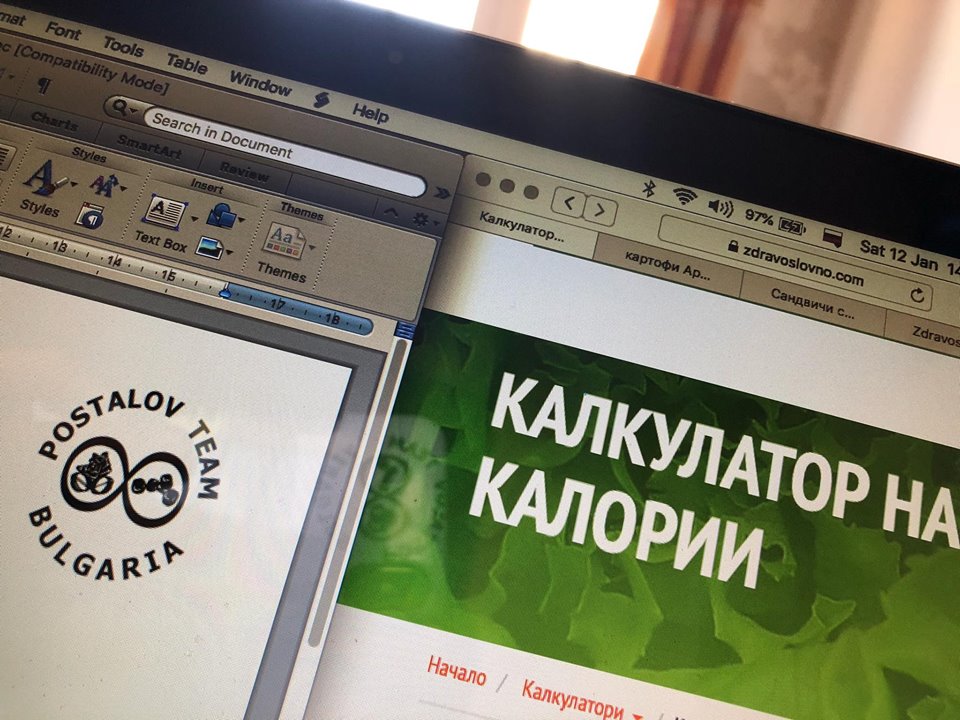 Font Tools Table Window Help
[Compatibility Mode]
Search in Document
Charts SmartArt Review
Styles Insert Themes
Styles Text Box Themes
12 13 14 15 17 18
POSTALOV TEAM
BULGARIA
97% Sat 12 Jan
zdravoslovno.com
Калкулатор...
картофи Ар...
Сандвичи с...
КАЛКУЛАТОР НА
КАЛОРИИ
Начало / Калкулатори /